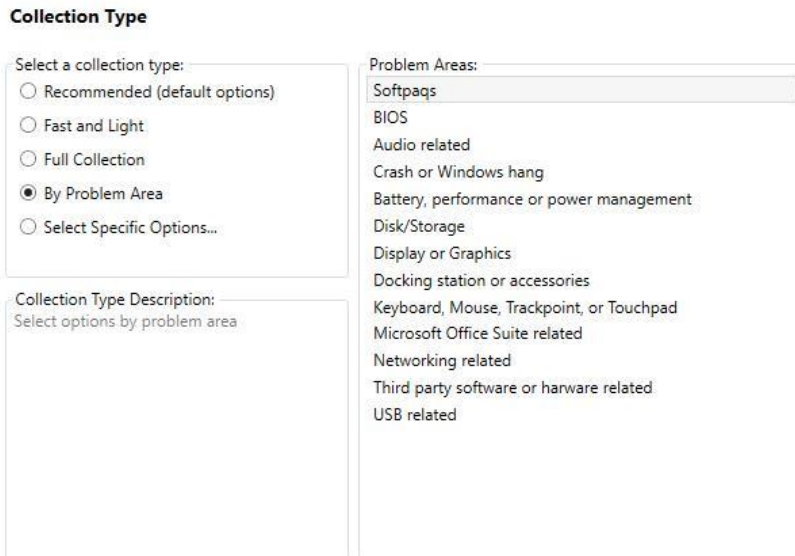 Collection Type
Select a collection type:
Recommended (default options)
Fast and Light
Full Collection
By Problem Area
Select Specific Options...
Collection Type Description:
Select options by problem area
Problem Areas:
Softpaqs
BIOS
Audio related
Crash or Windows hang
Battery, performance or power management
Disk/Storage
Display or Graphics
Docking station or accessories
Keyboard, Mouse, Trackpoint, or Touchpad
Microsoft Office Suite related
Networking related
Third party software or harware related
USB related